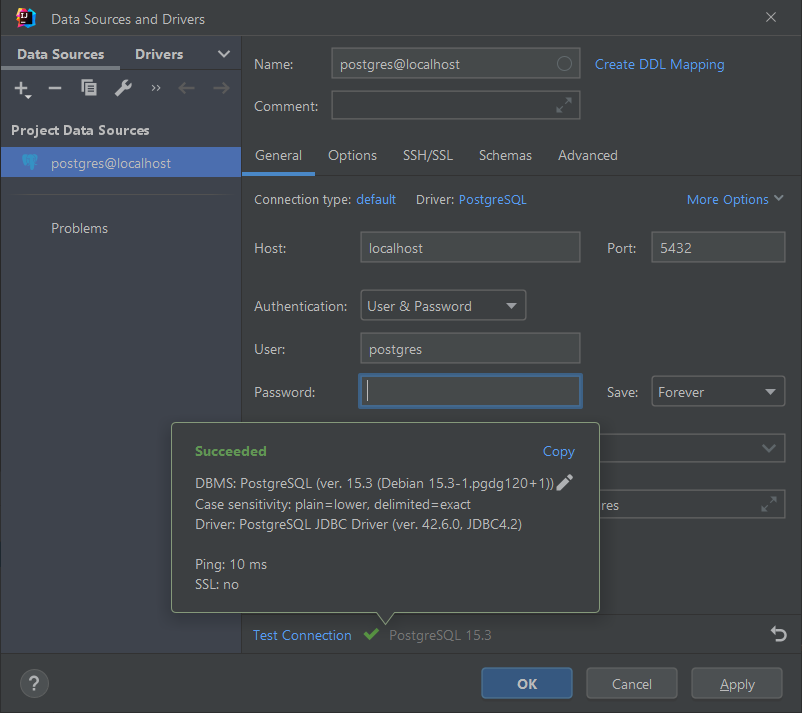 Data Sources and Drivers
Data Sources Drivers
Project Data Sources
postgres@localhost
Problems
Name: postgres@localhost Create DDL Mapping
Comment:
General Options SSH/SSL Schemas Advanced
Connection type: default Driver: PostgreSQL More Options
Host: localhost Port: 5432
Authentication: User & Password
User: postgres
Password: Save: Forever
res
Succeeded Copy
DBMS: PostgreSQL (ver. 15.3 (Debian 15.3-1.pgdg120+1))
Case sensitivity: plain=lower, delimited=exact
Driver: PostgreSQL JDBC Driver (ver. 42.6.0, JDBC4.2)
Ping: 10 ms
SSL: no
Test Connection PostgreSQL 15.3
? OK Cancel Apply